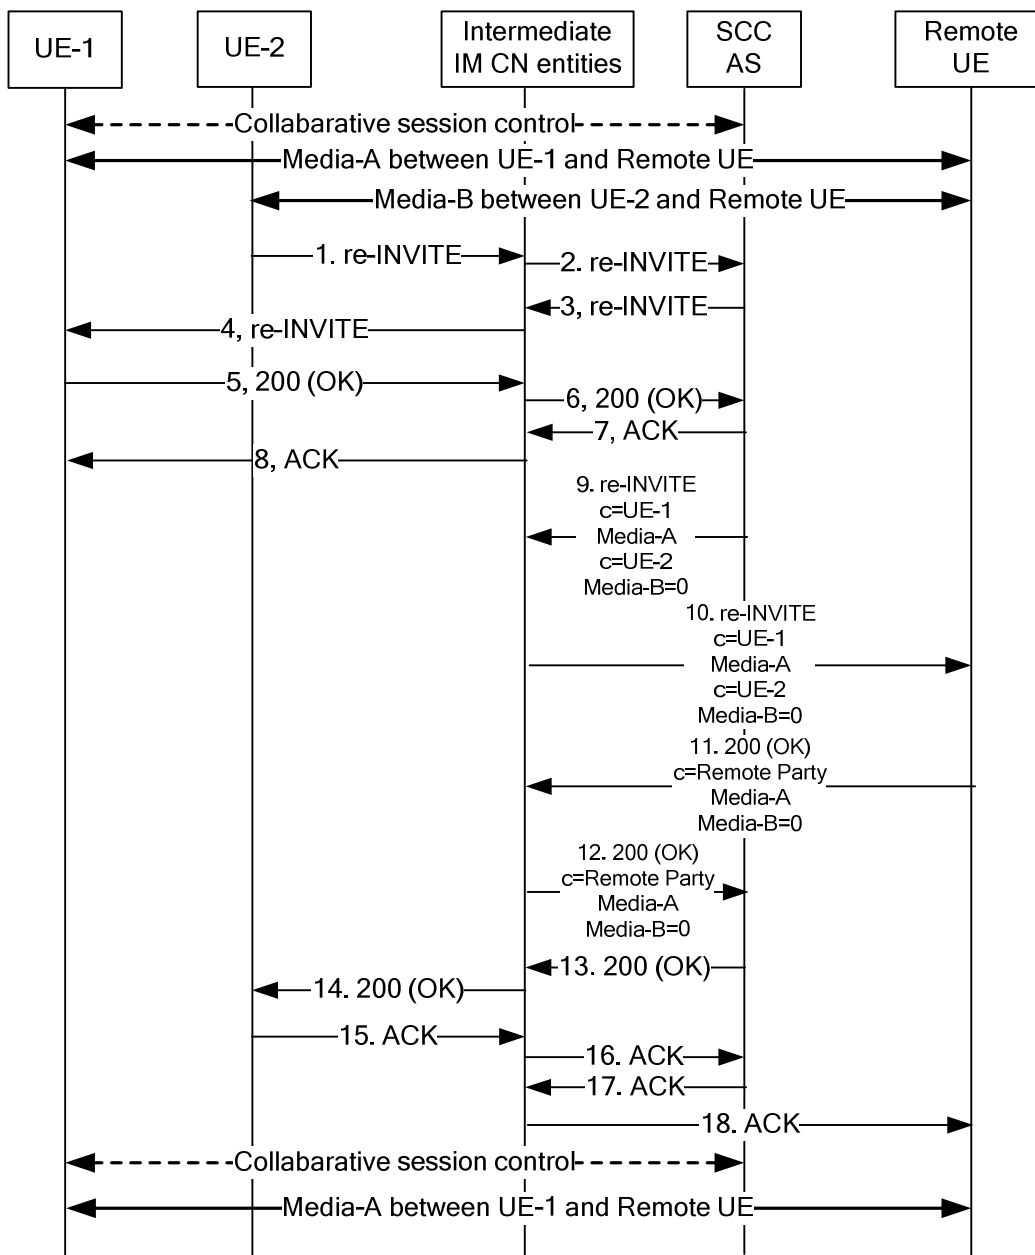 UE-1
UE-2
Intermediate
IM CN entities
SCC
AS
Remote
UE
Collabarative session control
Media-A between UE-1 and Remote UE
Media-B between UE-2 and Remote UE
1. re-INVITE
2. re-INVITE
3, re-INVITE
4, re-INVITE
5, 200 (OK)
6, 200 (OK)
7, ACK
8, ACK
9. re-INVITE
c=UE-1
Media-A
c=UE-2
Media-B=0
10. re-INVITE
c=UE-1
Media-A
c=UE-2
Media-B=0
11. 200 (OK)
c=Remote Party
Media-A
Media-B=0
12. 200 (OK)
c=Remote Party
Media-A
Media-B=0
13. 200 (OK)
14. 200 (OK)
15. ACK
16. ACK
17. ACK
18. ACK
Collabarative session control
Media-A between UE-1 and Remote UE